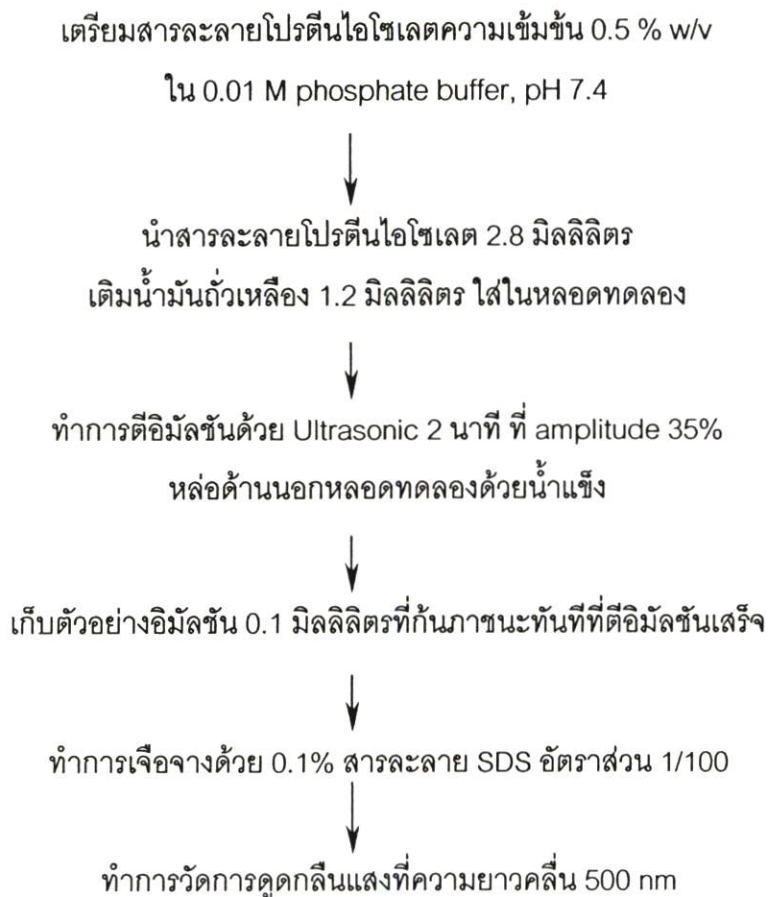 เตรียมสารละลายโปรตีนไอโซเลตความเข้มข้น 0.5 % w/v
ใน 0.01 M phosphate buffer, pH 7.4
นำสารละลายโปรตีนไอโซเลต 2.8 มิลลิลิตร
เติมน้ำมันถั่วเหลือง 1.2 มิลลิลิตร ใส่ในหลอดทดลอง
ทำการตีอิมัลชันด้วย Ultrasonic 2 นาที ที่ amplitude 35%
หล่อด้านนอกหลอดทดลองด้วยน้ำแข็ง
เก็บตัวอย่างอิมัลชัน 0.1 มิลลิลิตรที่ก้นภาชนะทันทีที่ตีอิมัลชันเสร็จ
ทำการเจือจางด้วย 0.1% สารละลาย SDS อัตราส่วน 1/100
ทำการวัดการดูดกลืนแสงที่ความยาวคลื่น 500 nm